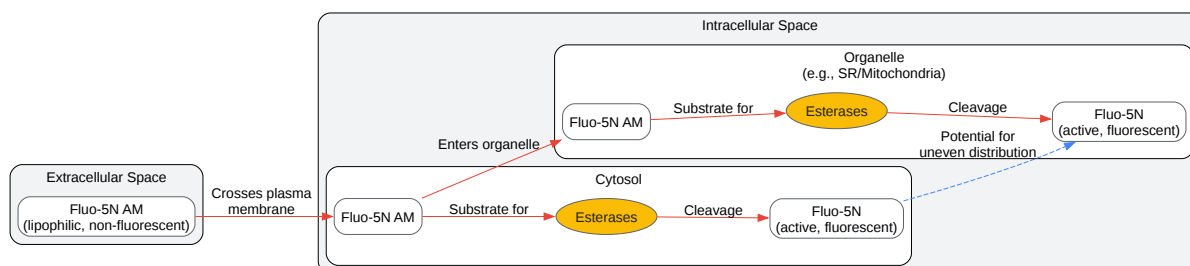 Intracellular Space
Organelle
(e.g., SR/Mitochondria)
Fluo-5N AM
Substrate for
Esterases
Cleavage
Fluo-5N
(active, fluorescent)
Enters organelle
Potential for
uneven distribution
Extracellular Space
Fluo-5N AM
(lipophilic, non-fluorescent)
Crosses plasma
membrane
Cytosol
Fluo-5N AM
Substrate for
Esterases
Cleavage
Fluo-5N
(active, fluorescent)